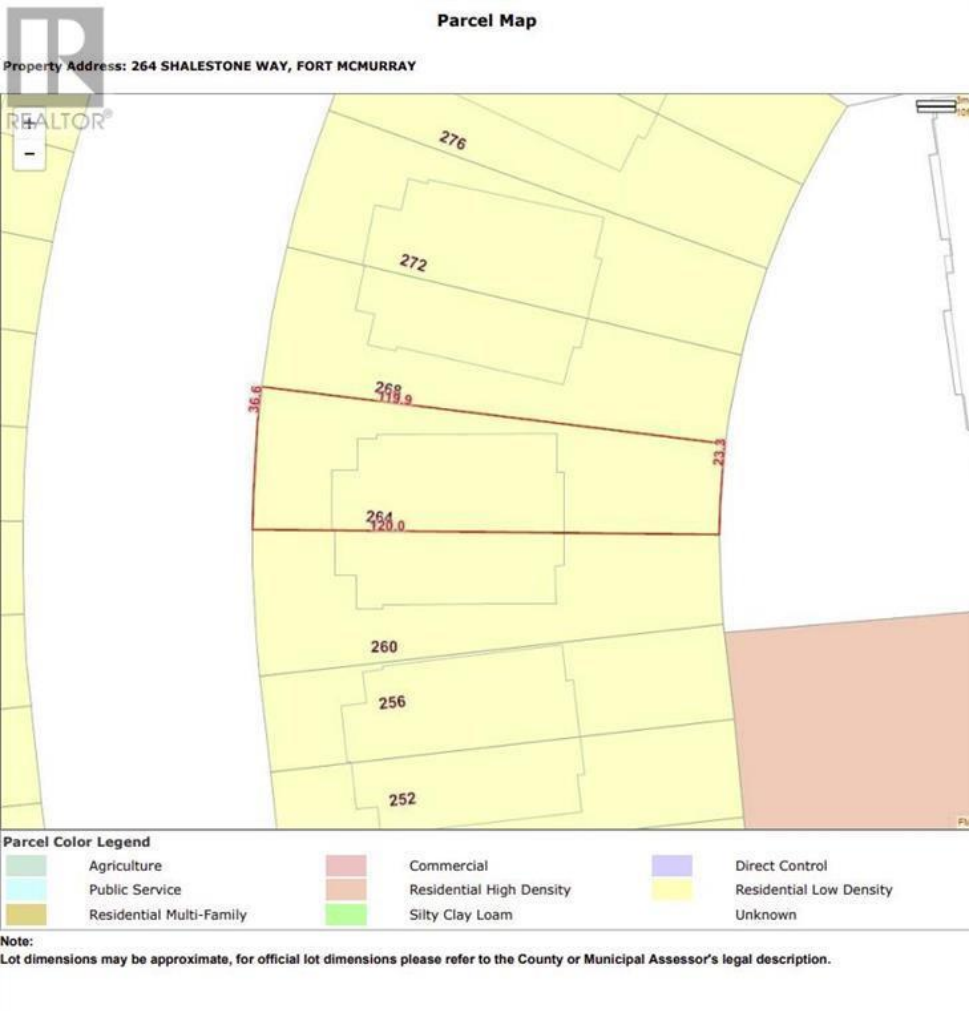 Parcel Map
Property Address: 264 SHALESTONE WAY, FORT MCMURRAY
REALTOR®
+
−
276
272
268
119.9
36.6
23.3
264
120.0
260
256
252
Parcel Color Legend
Agriculture Commercial Direct Control
Public Service Residential High Density Residential Low Density
Residential Multi-Family Silty Clay Loam Unknown
Note:
Lot dimensions may be approximate, for official lot dimensions please refer to the County or Municipal Assessor's legal description.